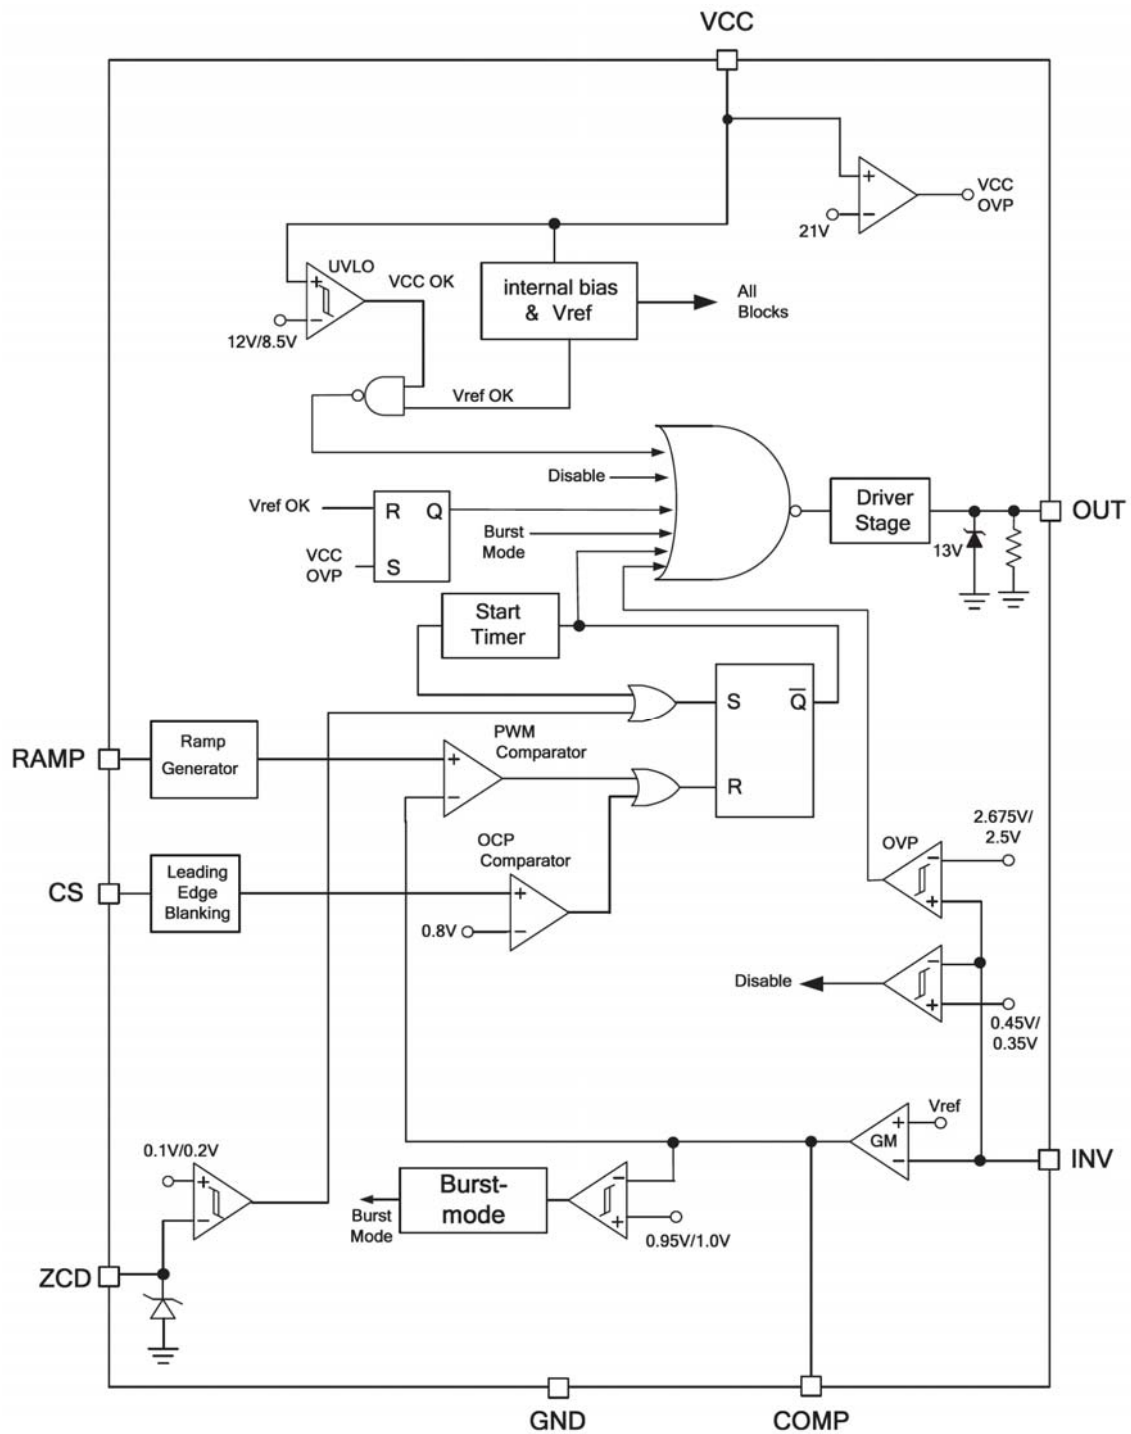 VCC
+
−
VCC
OVP
21V
UVLO
VCC OK
+
−
12V/8.5V
internal bias
& Vref
All
Blocks
Vref OK
Disable
Vref OK
R Q
VCC
OVP
S
Burst
Mode
Driver
Stage
OUT
13V
Start
Timer
S Q
R
RAMP
Ramp
Generator
PWM
Comparator
+
−
OCP
Comparator
CS
Leading
Edge
Blanking
+
0.8V
−
2.675V/
2.5V
OVP
−
+
Disable
−
+
0.45V/
0.35V
Vref
+
GM
−
INV
0.1V/0.2V
+
−
Burst-
mode
Burst
Mode
−
+
0.95V/1.0V
ZCD
GND
COMP